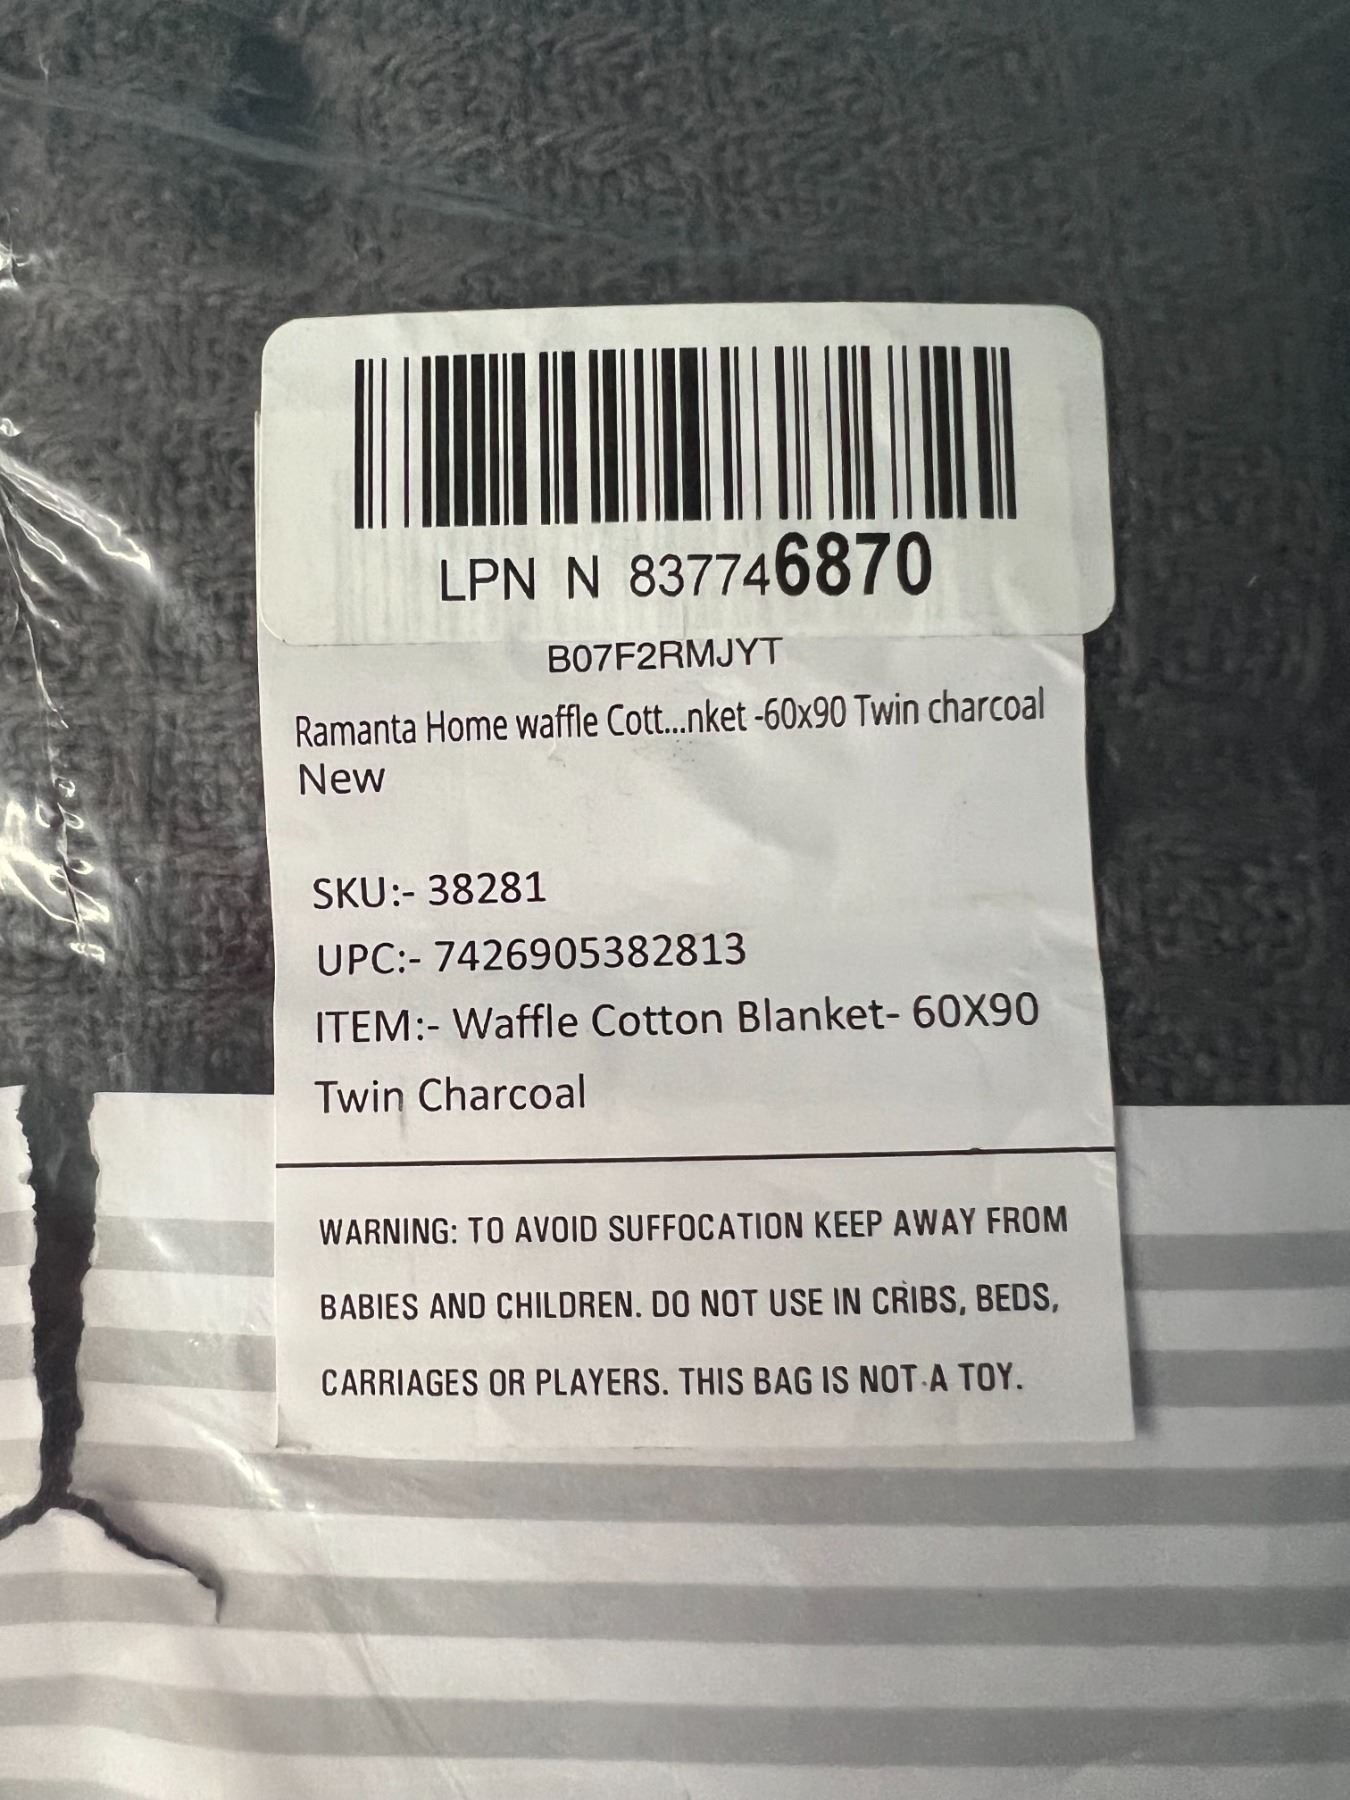 LPN N 837746870
B07F2RMJYT
Ramanta Home waffle Cott...nket -60x90 Twin charcoal
New
SKU:- 38281
UPC:- 7426905382813
ITEM:- Waffle Cotton Blanket- 60X90
Twin Charcoal
WARNING: TO AVOID SUFFOCATION KEEP AWAY FROM
BABIES AND CHILDREN. DO NOT USE IN CRIBS, BEDS,
CARRIAGES OR PLAYERS. THIS BAG IS NOT A TOY.